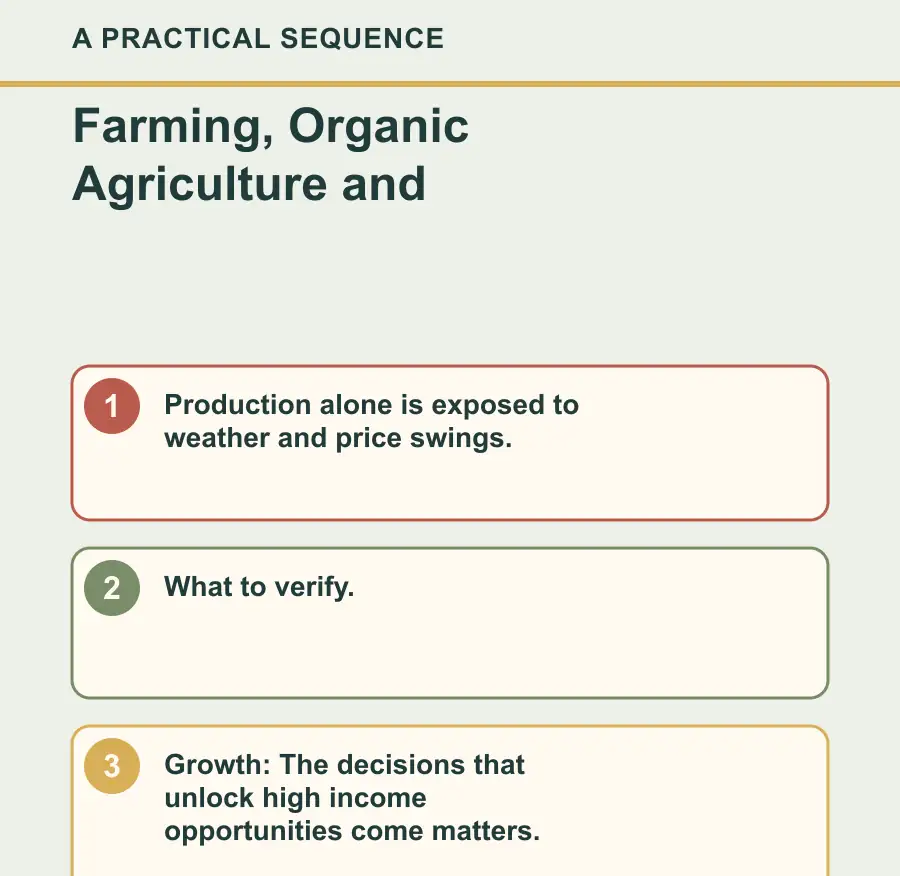 A PRACTICAL SEQUENCE
Farming, Organic
Agriculture and
1
Production alone is exposed to
weather and price swings.
2
What to verify.
3
Growth: The decisions that
unlock high income
opportunities come matters.